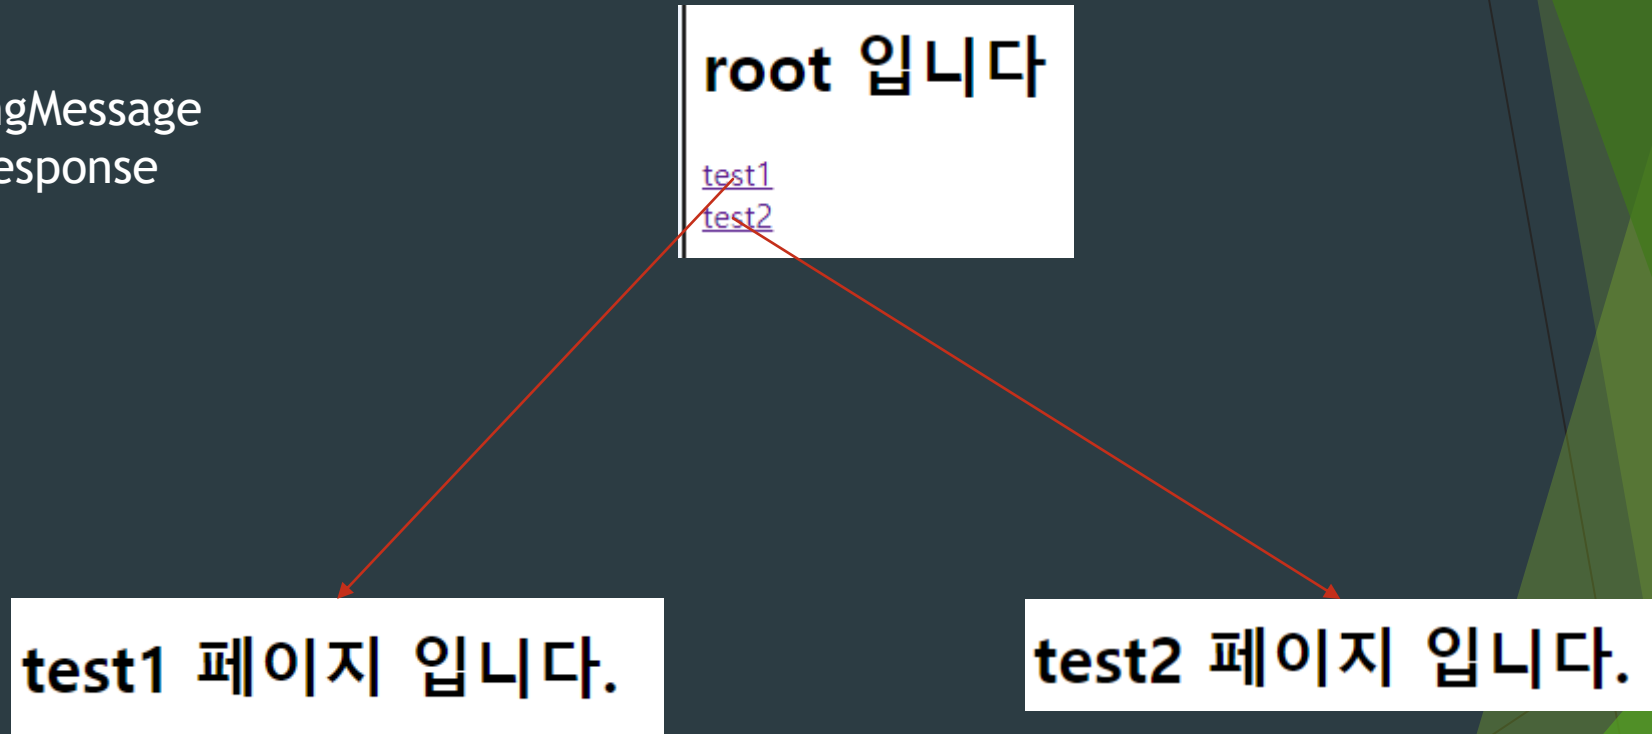 gMessage
esponse
root 입니다
test1
test2
test1 페이지 입니다.
test2 페이지 입니다.